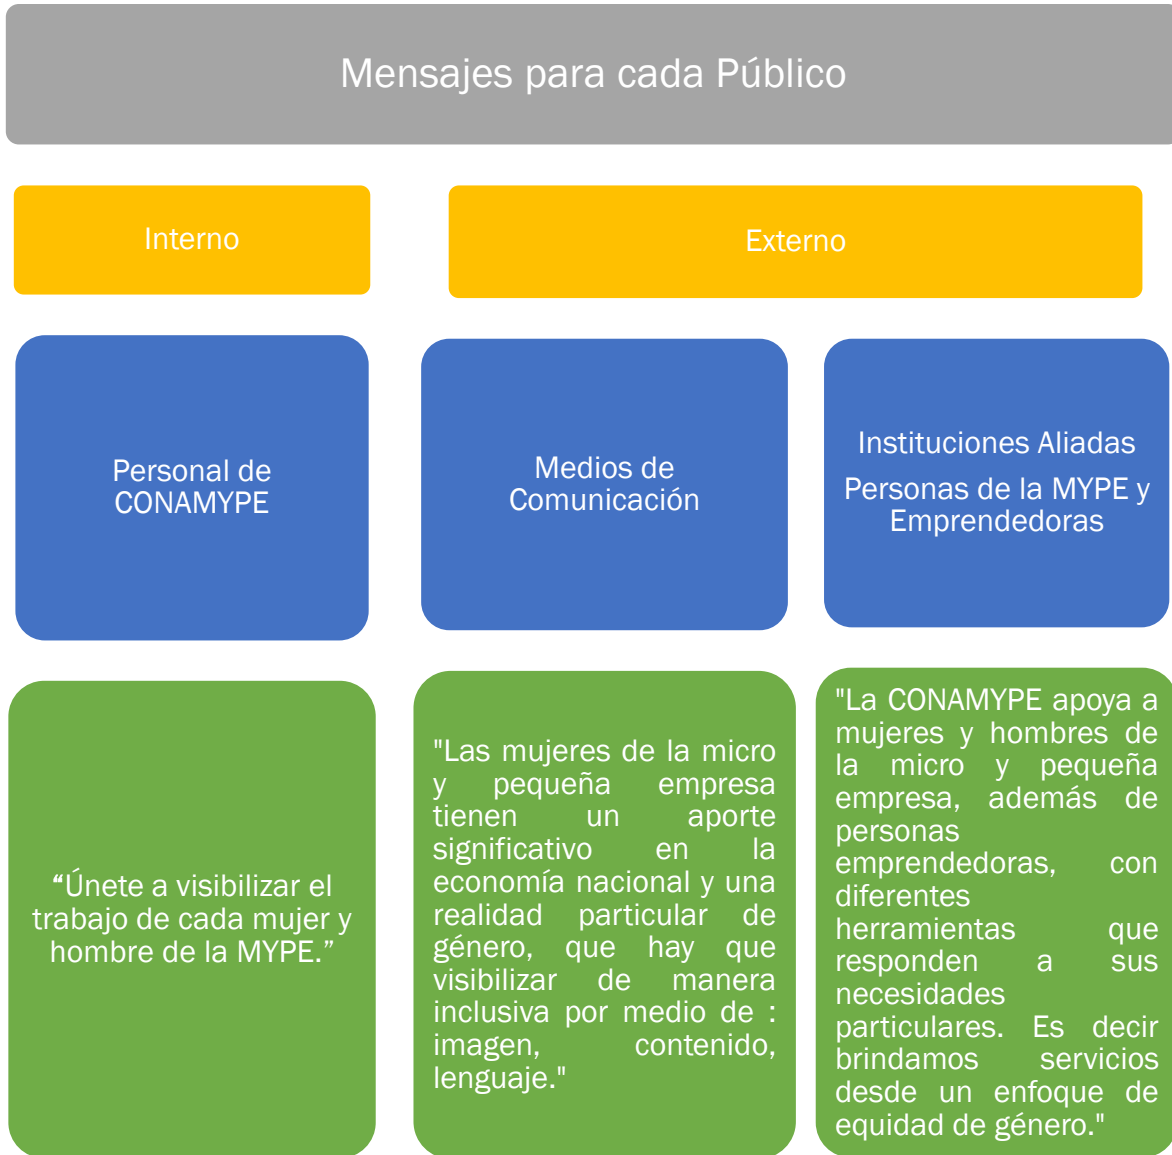 Mensajes para cada Público
Interno
Externo
Personal de
CONAMYPE
Medios de
Comunicación
Instituciones Aliadas
Personas de la MYPE y
Emprendedoras
“Únete a visibilizar el
trabajo de cada mujer y
hombre de la MYPE.”
"Las mujeres de la micro
y pequeña empresa
tienen un aporte
significativo en la
economía nacional y una
realidad particular de
género, que hay que
visibilizar de manera
inclusiva por medio de :
imagen, contenido,
lenguaje."
"La CONAMYPE apoya a
mujeres y hombres de
la micro y pequeña
empresa, además de
personas
emprendedoras, con
diferentes
herramientas que
responden a sus
necesidades
particulares. Es decir
brindamos servicios
desde un enfoque de
equidad de género."